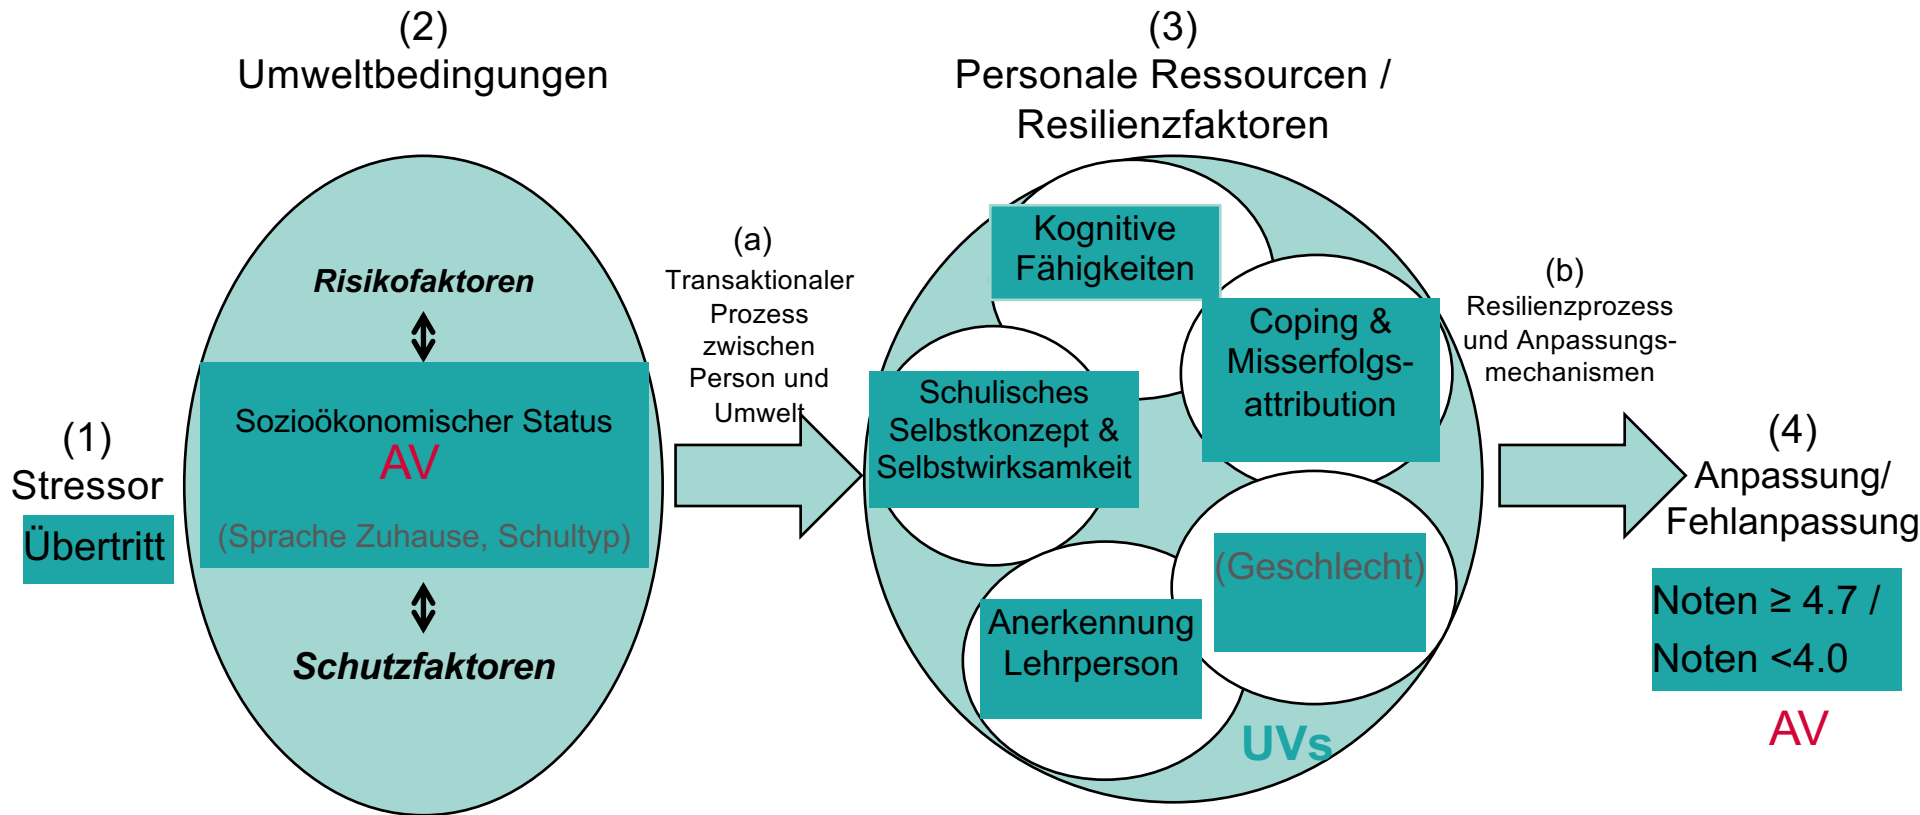 (2)
Umweltbedingungen
(3)
Personale Ressourcen /
Resilienzfaktoren
(1)
Stressor
Übertritt
Risikofaktoren
Sozioökonomischer Status
AV
(Sprache Zuhause, Schultyp)
Schutzfaktoren
(a)
Transaktionaler
Prozess
zwischen
Person und
Umwelt
Kognitive
Fähigkeiten
Coping &
Misserfolgs-
attribution
Schulisches
Selbstkonzept &
Selbstwirksamkeit
(Geschlecht)
Anerkennung
Lehrperson
UVs
(b)
Resilienzprozess
und Anpassungs-
mechanismen
(4)
Anpassung/
Fehlanpassung
Noten ≥ 4.7 /
Noten <4.0
AV